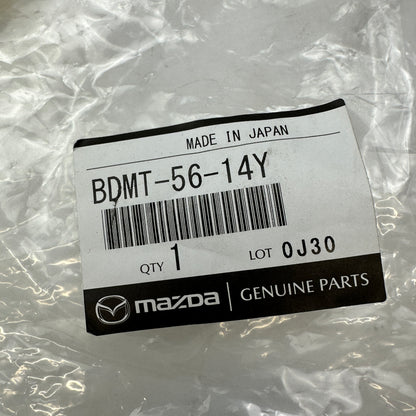 MADE IN JAPAN
BDMT-56-14Y
QTY 1 LOT 0J30
mazda GENUINE PARTS